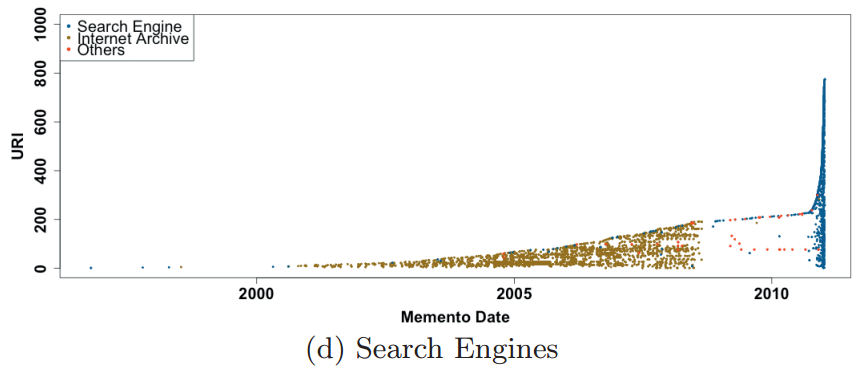 1000
800
600
400
200
0
URI
Search Engine
Internet Archive
Others
2000
2005
2010
Memento Date
(d) Search Engines